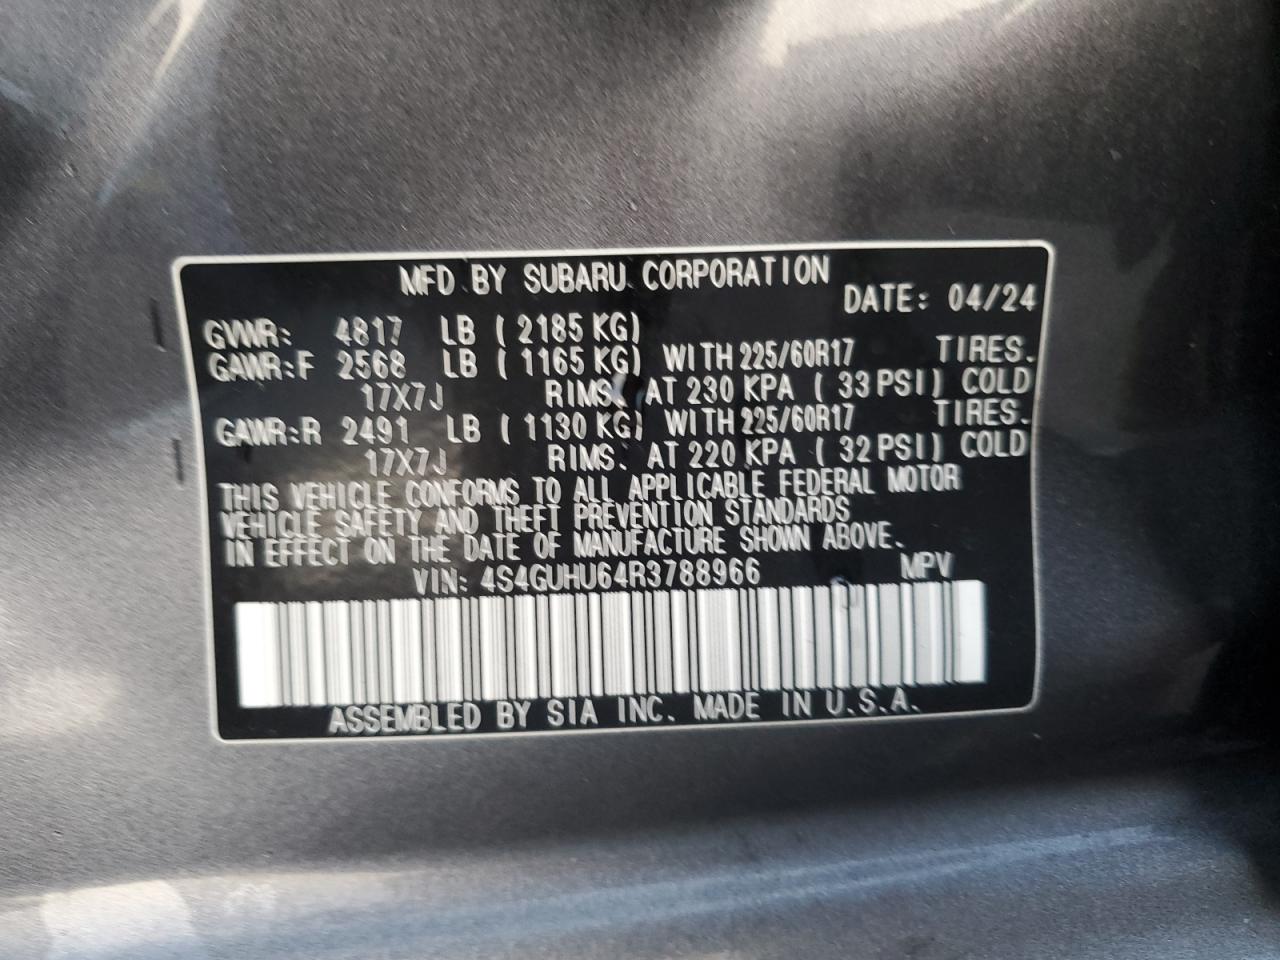 MFD BY SUBARU CORPORATION
DATE: 04/24
GVWR: 4817 LB (2185 KG)
GAWR:F 2568 LB (1165 KG) WITH 225/60R17 TIRES.
17X7J RIMS. AT 230 KPA (33 PSI) COLD
GAWR:R 2491 LB (1130 KG) WITH 225/60R17 TIRES.
17X7J RIMS. AT 220 KPA (32 PSI) COLD
THIS VEHICLE CONFORMS TO ALL APPLICABLE FEDERAL MOTOR
VEHICLE SAFETY AND THEFT PREVENTION STANDARDS
IN EFFECT ON THE DATE OF MANUFACTURE SHOWN ABOVE.
VIN: 4S4GUHU64R3788966 MPV
ASSEMBLED BY SIA INC. MADE IN U.S.A.